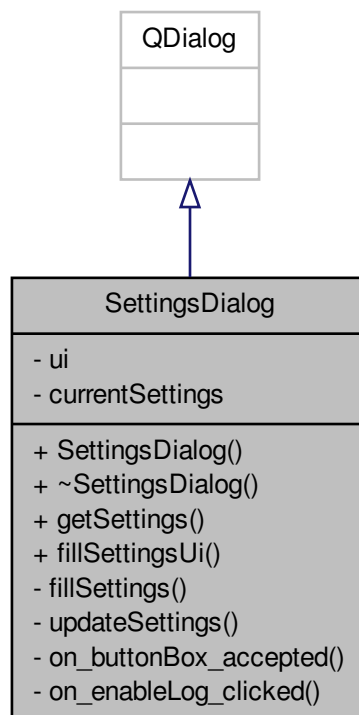 QDialog
SettingsDialog
- ui
- currentSettings
+ SettingsDialog()
+ ~SettingsDialog()
+ getSettings()
+ fillSettingsUi()
- fillSettings()
- updateSettings()
- on_buttonBox_accepted()
- on_enableLog_clicked()